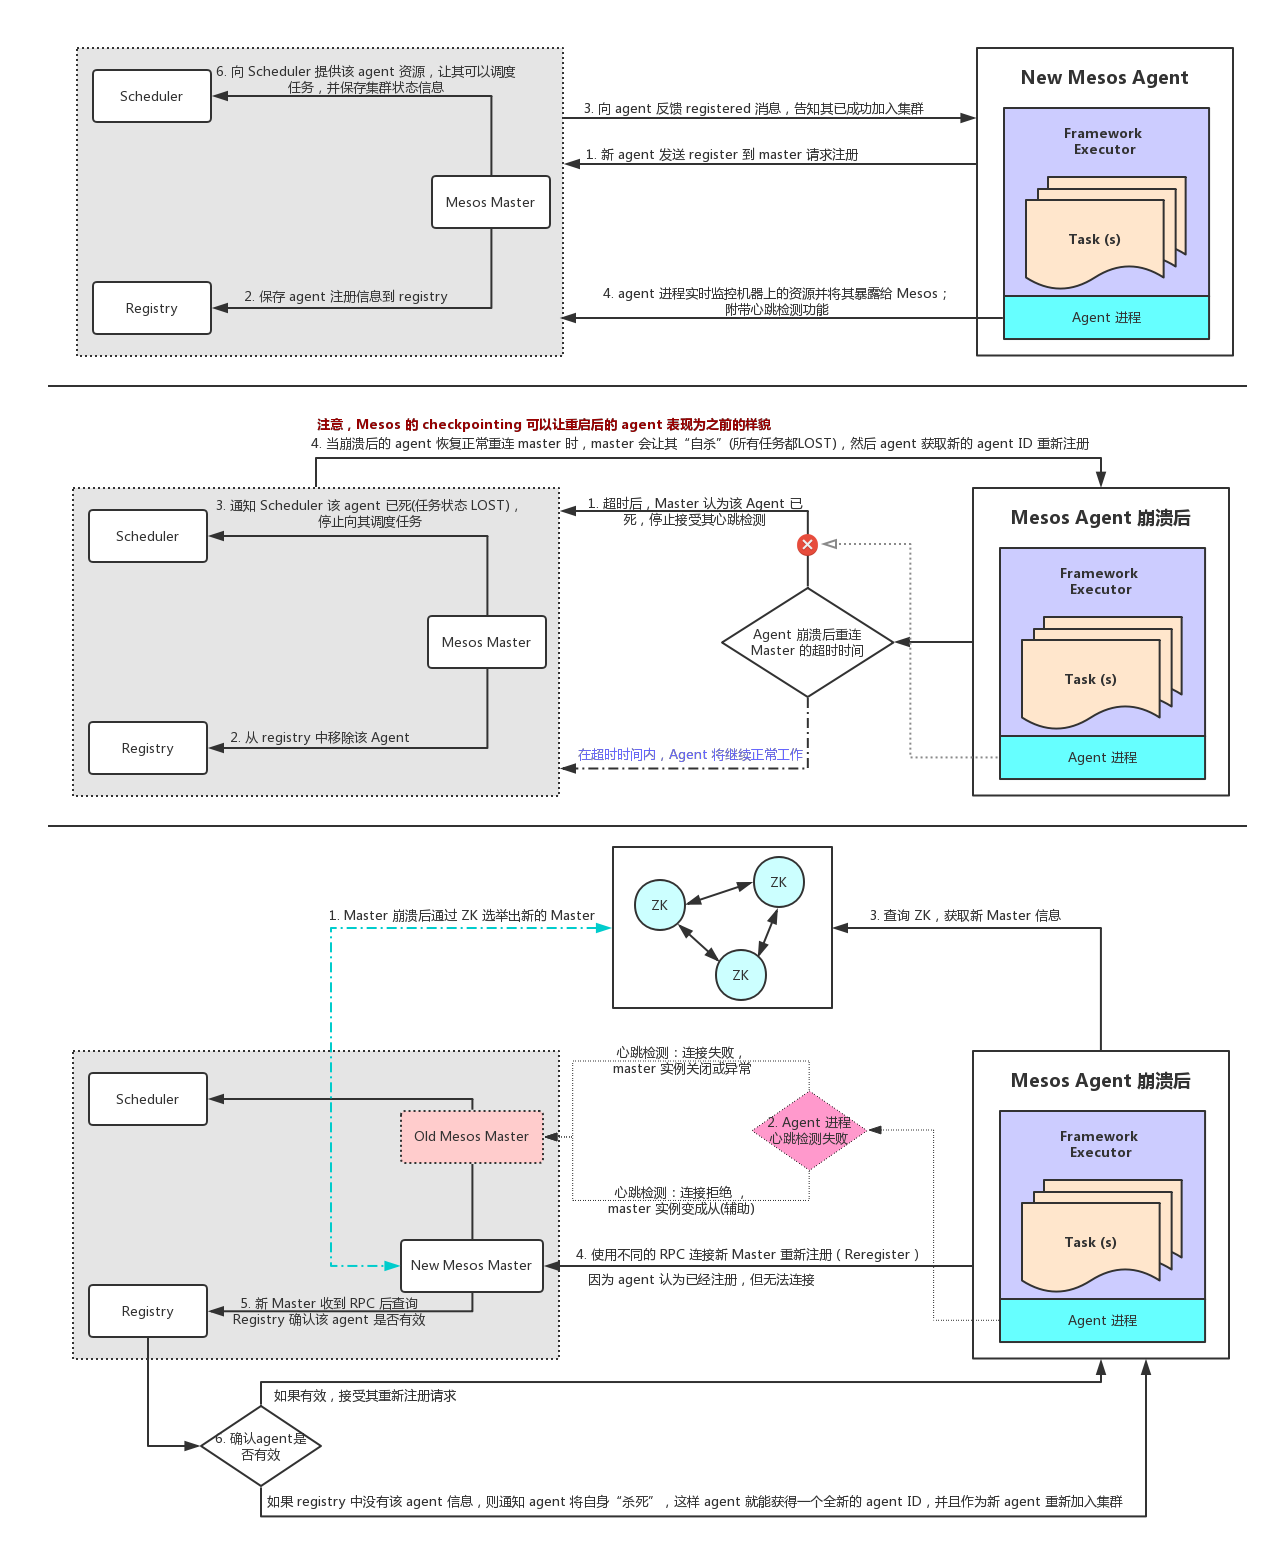 6. 向 Scheduler 提供该 agent 资源，让其可以调度
任务，并保存集群状态信息
Scheduler
Mesos Master
Registry
2. 保存 agent 注册信息到 registry
3. 向 agent 反馈 registered 消息，告知其已成功加入集群
1. 新 agent 发送 register 到 master 请求注册
4. agent 进程实时监控机器上的资源并将其暴露给 Mesos；
附带心跳检测功能
New Mesos Agent
Framework
Executor
Task (s)
Agent 进程
注意，Mesos 的 checkpointing 可以让重启后的 agent 表现为之前的样貌
4. 当崩溃后的 agent 恢复正常重连 master 时，master 会让其“自杀”(所有任务都LOST)，然后 agent 获取新的 agent ID 重新注册
3. 通知 Scheduler 该 agent 已死(任务状态 LOST)，
停止向其调度任务
Scheduler
Mesos Master
Registry
2. 从 registry 中移除该 Agent
1. 超时后，Master 认为该 Agent 已
死，停止接受其心跳检测
Agent 崩溃后重连
Master 的超时时间
在超时时间内，Agent 将继续正常工作
Mesos Agent 崩溃后
Framework
Executor
Task (s)
Agent 进程
ZK
ZK
ZK
1. Master 崩溃后通过 ZK 选举出新的 Master
3. 查询 ZK，获取新 Master 信息
Scheduler
Old Mesos Master
New Mesos Master
Registry
5. 新 Master 收到 RPC 后查询
Registry 确认该 agent 是否有效
心跳检测：连接失败，
master 实例关闭或异常
2. Agent 进程
心跳检测失败
心跳检测：连接拒绝 ，
master 实例变成从(辅助)
4. 使用不同的 RPC 连接新 Master 重新注册（ Reregister ）
因为 agent 认为已经注册，但无法连接
Mesos Agent 崩溃后
Framework
Executor
Task (s)
Agent 进程
如果有效，接受其重新注册请求
6. 确认agent是
否有效
如果 registry 中没有该 agent 信息，则通知 agent 将自身“杀死”，这样 agent 就能获得一个全新的 agent ID，并且作为新 agent 重新加入集群